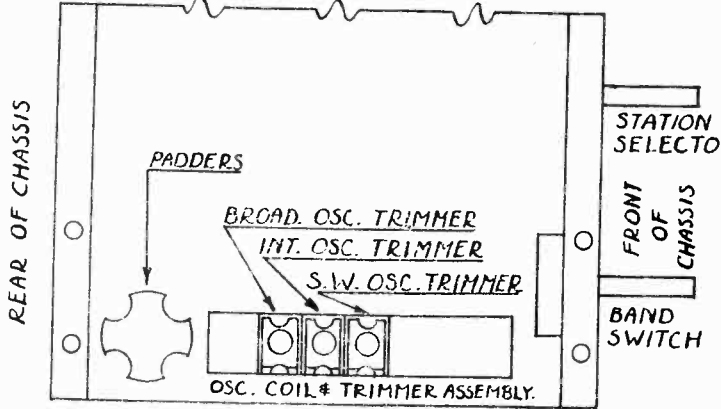 REAR OF CHASSIS
PADDERS
BROAD. OSC. TRIMMER
INT. OSC. TRIMMER
S.W. OSC. TRIMMER
OSC. COIL & TRIMMER ASSEMBLY.
STATION
SELECTO
FRONT
OF
CHASSIS
BAND
SWITCH